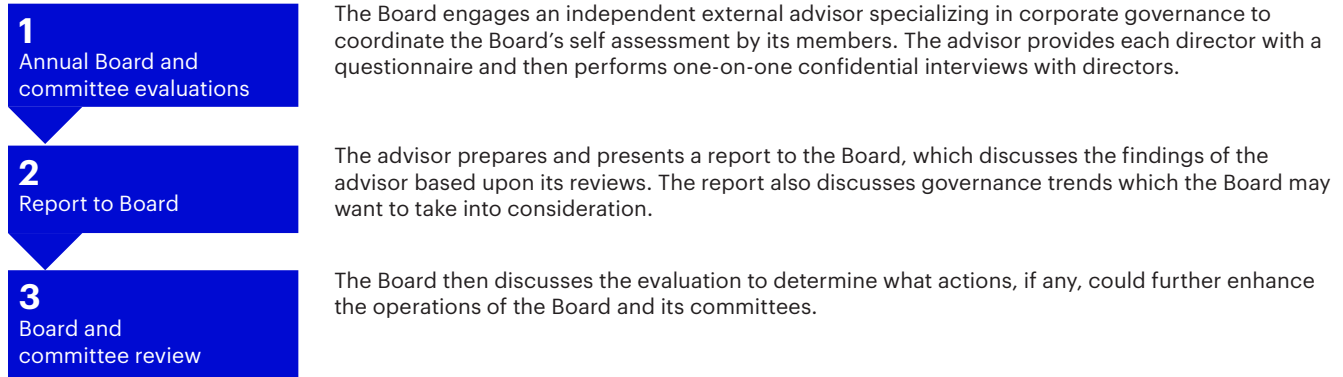 1
Annual Board and
committee evaluations
The Board engages an independent external advisor specializing in corporate governance to
coordinate the Board’s self assessment by its members. The advisor provides each director with a
questionnaire and then performs one-on-one confidential interviews with directors.
2
Report to Board
The advisor prepares and presents a report to the Board, which discusses the findings of the
advisor based upon its reviews. The report also discusses governance trends which the Board may
want to take into consideration.
3
Board and
committee review
The Board then discusses the evaluation to determine what actions, if any, could further enhance
the operations of the Board and its committees.